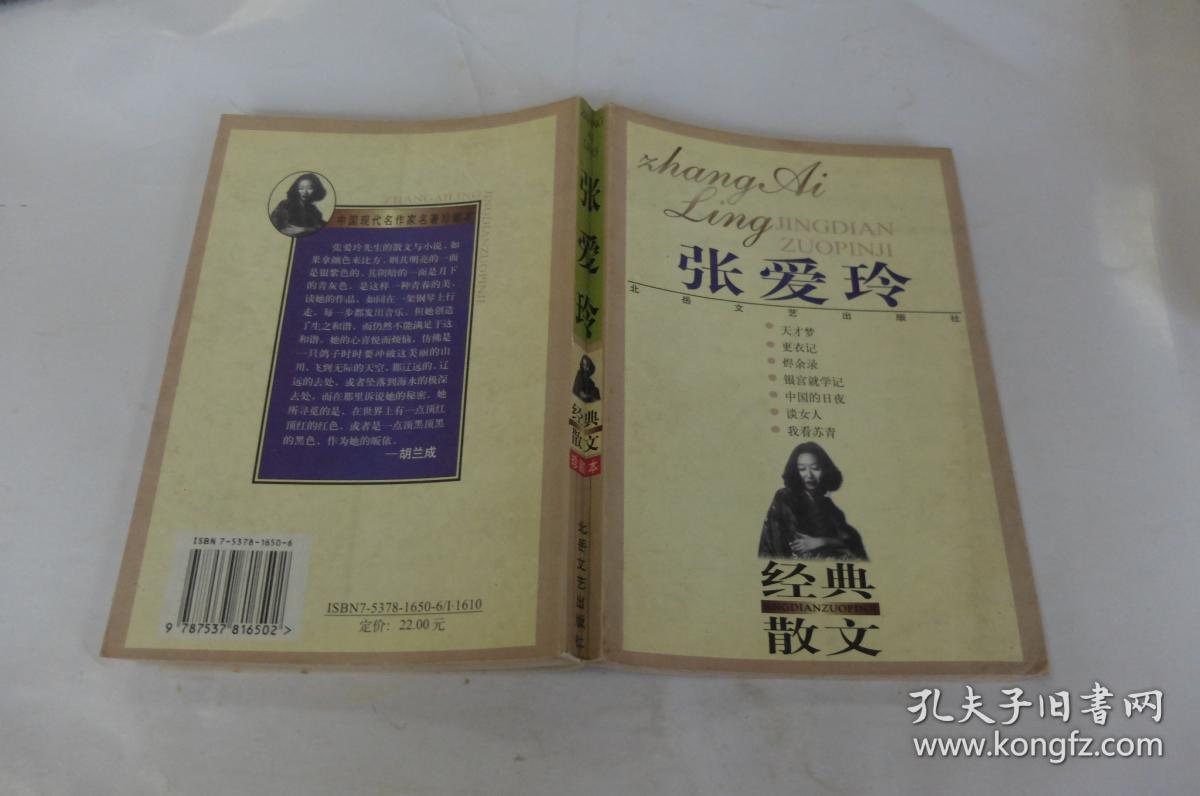 zhang Ai
Ling
JINGDIAN
ZUOPINJI
张爱玲
北岳文艺出版社
天才梦
更衣记
烬余录
银宫就学记
中国的日夜
谈女人
我看苏青
经典
JINGDIANZUOPINJI
散文
张爱玲
经典
散文
珍藏本
北岳文艺出版社
ZHANGAILING
JINGDIANZUOPINJI
中国现代名作家名著珍藏本
张爱玲先生的散文与小说，如
果拿颜色来比方，则其明亮的一面
是银紫色的，其阴暗的一面是月下
的青灰色。是这样一种青春的美，
读她的作品，如同在一架钢琴上行
走，每一步都发出音乐。但她创造
了生之和谐，而仍然不能满足于这
和谐。她的心喜悦而烦恼，仿佛是
一只鸽子时时要冲破这美丽的山
川，飞到无际的天空，那辽远的，辽
远的去处，或者坠落到海水的极深
去处，而在那里诉说她的秘密。她
所寻觅的是，在世界上有一点顶红
顶红的红色，或者是一点顶黑顶黑
的黑色，作为她的皈依。
—胡兰成
ISBN 7-5378-1650-6
9 787537 816502 >
ISBN7-5378-1650-6/I·1610
定价：22.00元
孔夫子旧书网
www.kongfz.com